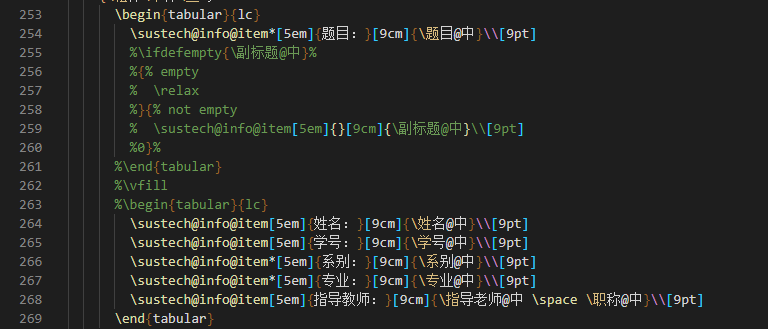 253 \begin{tabular}{lc}
254 \sustech@info@item*[5em]{题目：}[9cm]{\题目@中}\\[9pt]
255 %\ifdefempty{\副标题@中}%
256 %{% empty
257 %  \relax
258 %}{% not empty
259 %  \sustech@info@item[5em]{}[9cm]{\副标题@中}\\[9pt]
260 %0}%
261 %\end{tabular}
262 %\vfill
263 %\begin{tabular}{lc}
264 \sustech@info@item[5em]{姓名：}[9cm]{\姓名@中}\\[9pt]
265 \sustech@info@item[5em]{学号：}[9cm]{\学号@中}\\[9pt]
266 \sustech@info@item*[5em]{系别：}[9cm]{\系别@中}\\[9pt]
267 \sustech@info@item*[5em]{专业：}[9cm]{\专业@中}\\[9pt]
268 \sustech@info@item[5em]{指导教师：}[9cm]{\指导老师@中 \space \职称@中}\\[9pt]
269 \end{tabular}